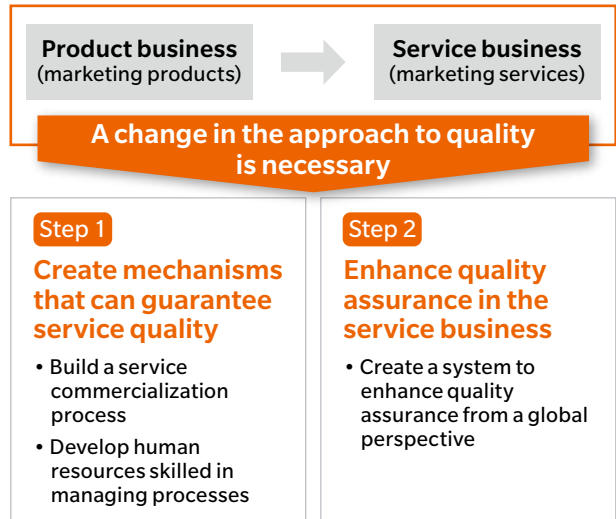 Product business
(marketing products)
Service business
(marketing services)
A change in the approach to quality
is necessary
Step 1
Create mechanisms
that can guarantee
service quality
• Build a service
commercialization
process
• Develop human
resources skilled in
managing processes
Step 2
Enhance quality
assurance in the
service business
• Create a system to
enhance quality
assurance from a global
perspective